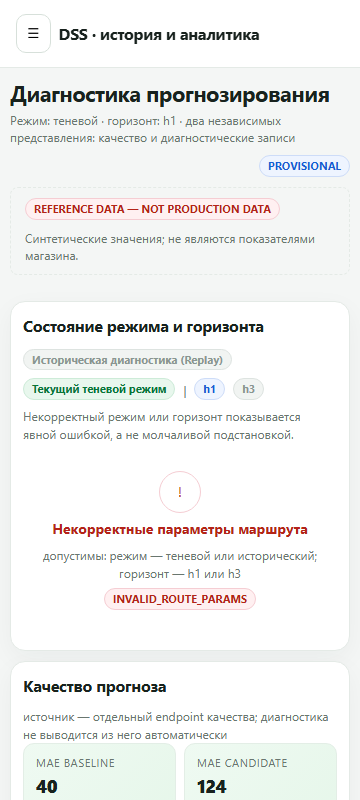 ☰ DSS · история и аналитика
Диагностика прогнозирования
Режим: теневой · горизонт: h1 · два независимых
представления: качество и диагностические записи
PROVISIONAL
REFERENCE DATA — NOT PRODUCTION DATA
Синтетические значения; не являются показателями
магазина.
Состояние режима и горизонта
Историческая диагностика (Replay)
Текущий теневой режим | h1 h3
Некорректный режим или горизонт показывается
явной ошибкой, а не молчаливой подстановкой.
!
Некорректные параметры маршрута
допустимы: режим — теневой или исторический;
горизонт — h1 или h3
INVALID_ROUTE_PARAMS
Качество прогноза
источник — отдельный endpoint качества; диагностика
не выводится из него автоматически
MAE BASELINE MAE CANDIDATE
40 124